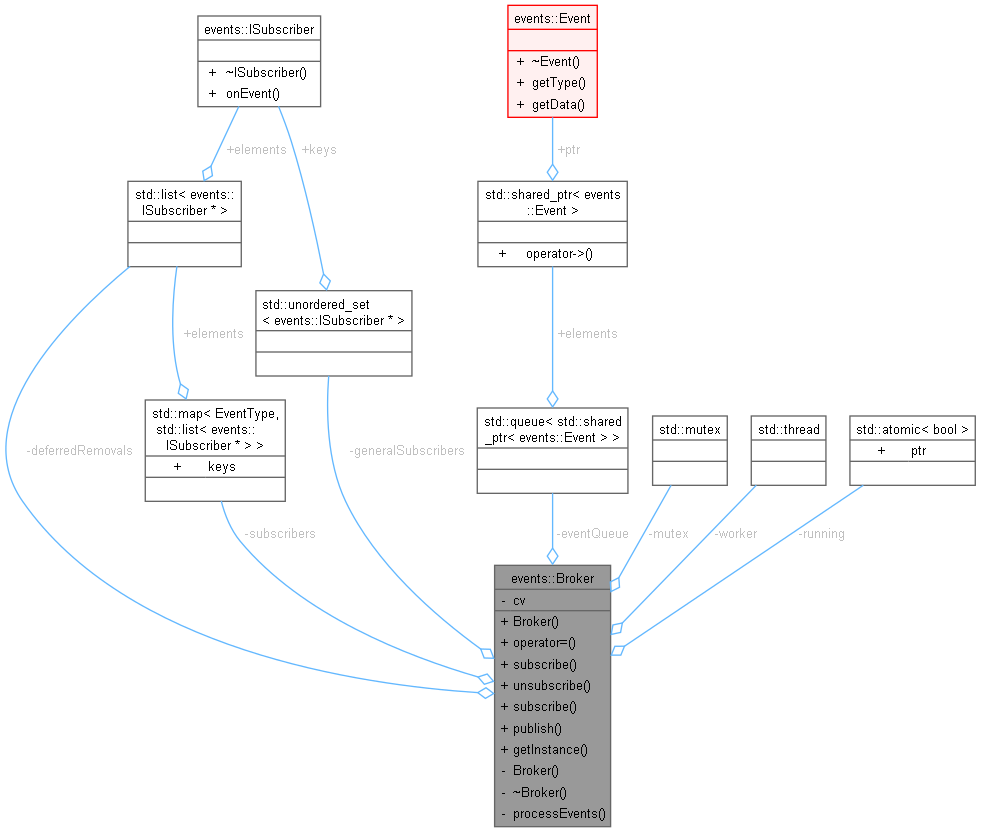 events::ISubscriber
+ ~ISubscriber()
+ onEvent()
events::Event
+ ~Event()
+ getType()
+ getData()
+elements
+keys
+ptr
std::list< events::
ISubscriber * >
std::shared_ptr< events
::Event >
+ operator->()
std::unordered_set
< events::ISubscriber * >
+elements
+elements
std::map< EventType,
std::list< events::
ISubscriber * > >
+ keys
std::queue< std::shared
_ptr< events::Event > >
std::mutex
std::thread
std::atomic< bool >
+ ptr
-deferredRemovals
-generalSubscribers
-subscribers
-eventQueue
-mutex
-worker
-running
events::Broker
- cv
+ Broker()
+ operator=()
+ subscribe()
+ unsubscribe()
+ subscribe()
+ publish()
+ getInstance()
- Broker()
- ~Broker()
- processEvents()